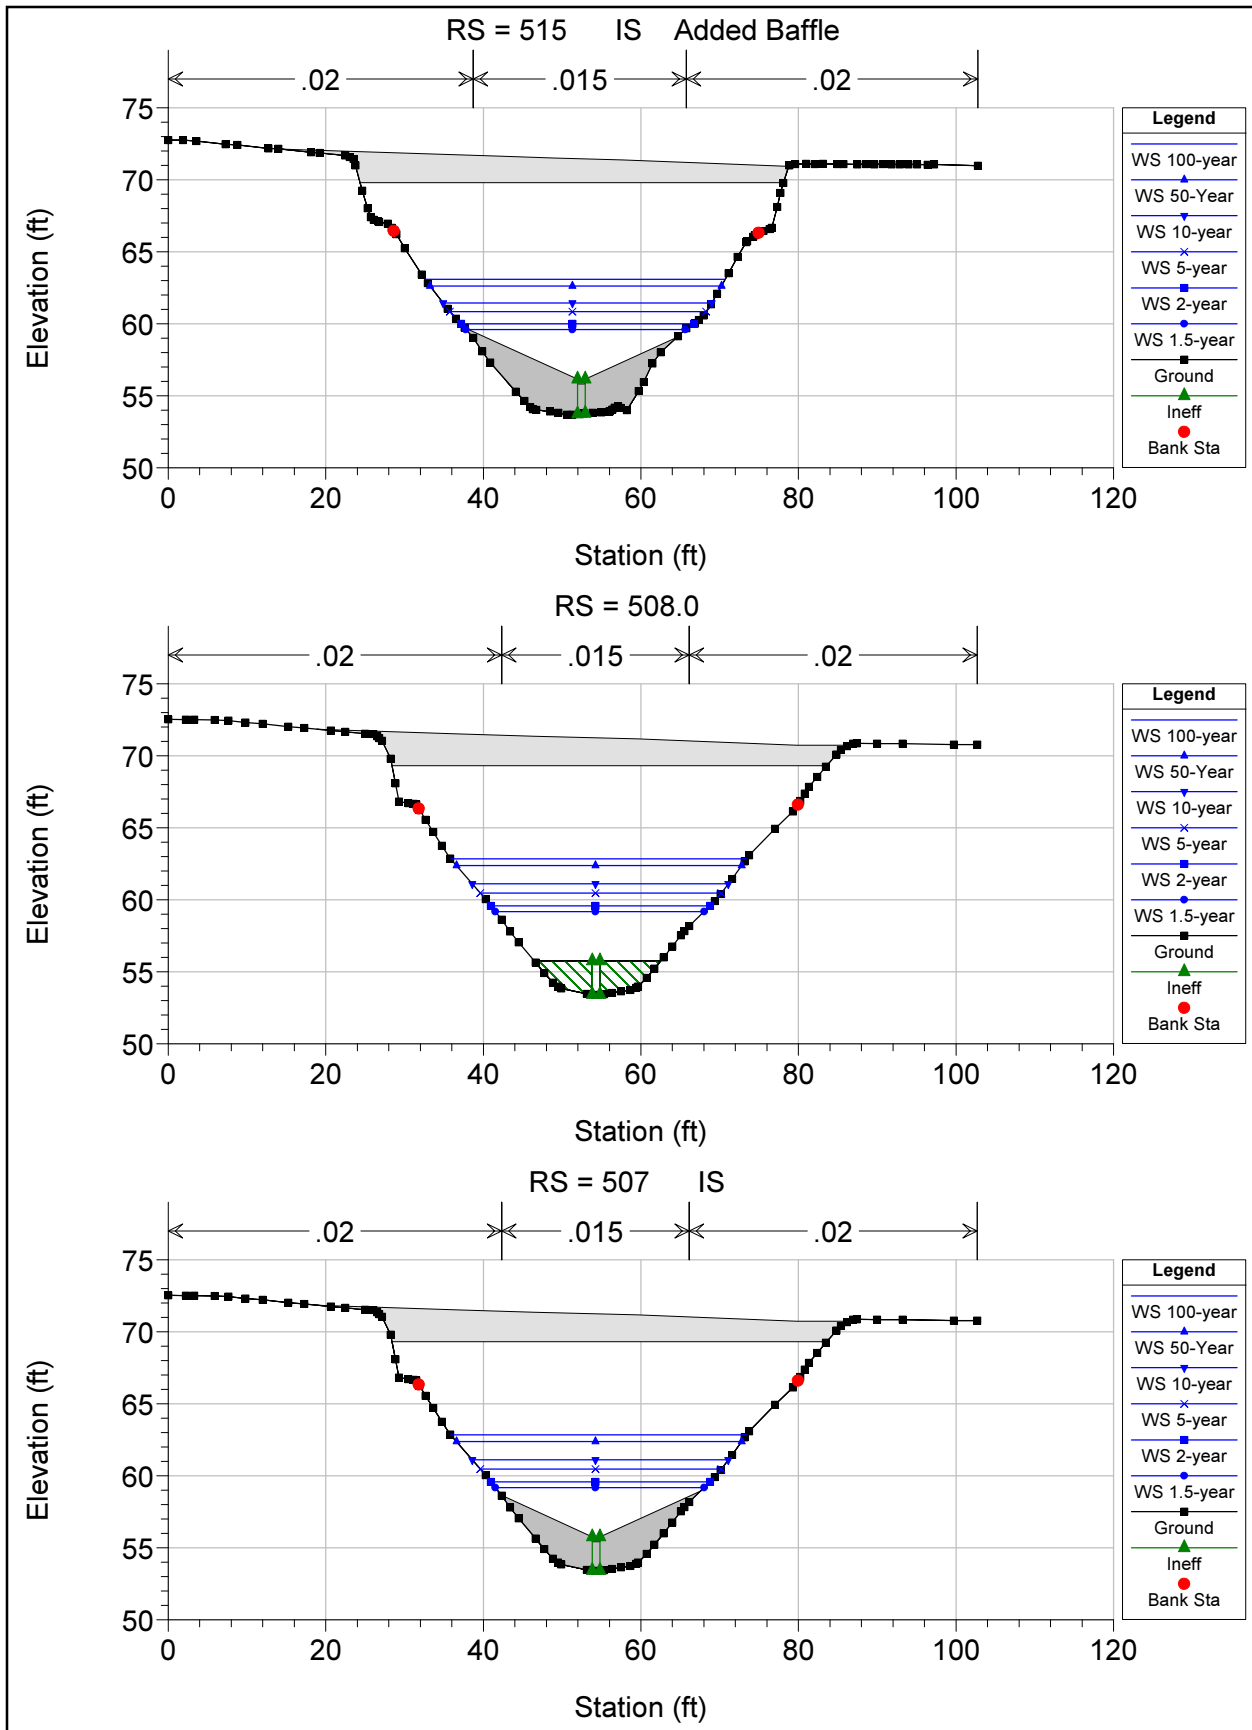 RS = 515 IS Added Baffle
.02 .015 .02
75
70
65
60
55
50
Elevation (ft)
0 20 40 60 80 100 120
Station (ft)
Legend
WS 100-year
WS 50-Year
WS 10-year
WS 5-year
WS 2-year
WS 1.5-year
Ground
Ineff
Bank Sta
RS = 508.0
.02 .015 .02
75
70
65
60
55
50
Elevation (ft)
0 20 40 60 80 100 120
Station (ft)
Legend
WS 100-year
WS 50-Year
WS 10-year
WS 5-year
WS 2-year
WS 1.5-year
Ground
Ineff
Bank Sta
RS = 507 IS
.02 .015 .02
75
70
65
60
55
50
Elevation (ft)
0 20 40 60 80 100 120
Station (ft)
Legend
WS 100-year
WS 50-Year
WS 10-year
WS 5-year
WS 2-year
WS 1.5-year
Ground
Ineff
Bank Sta